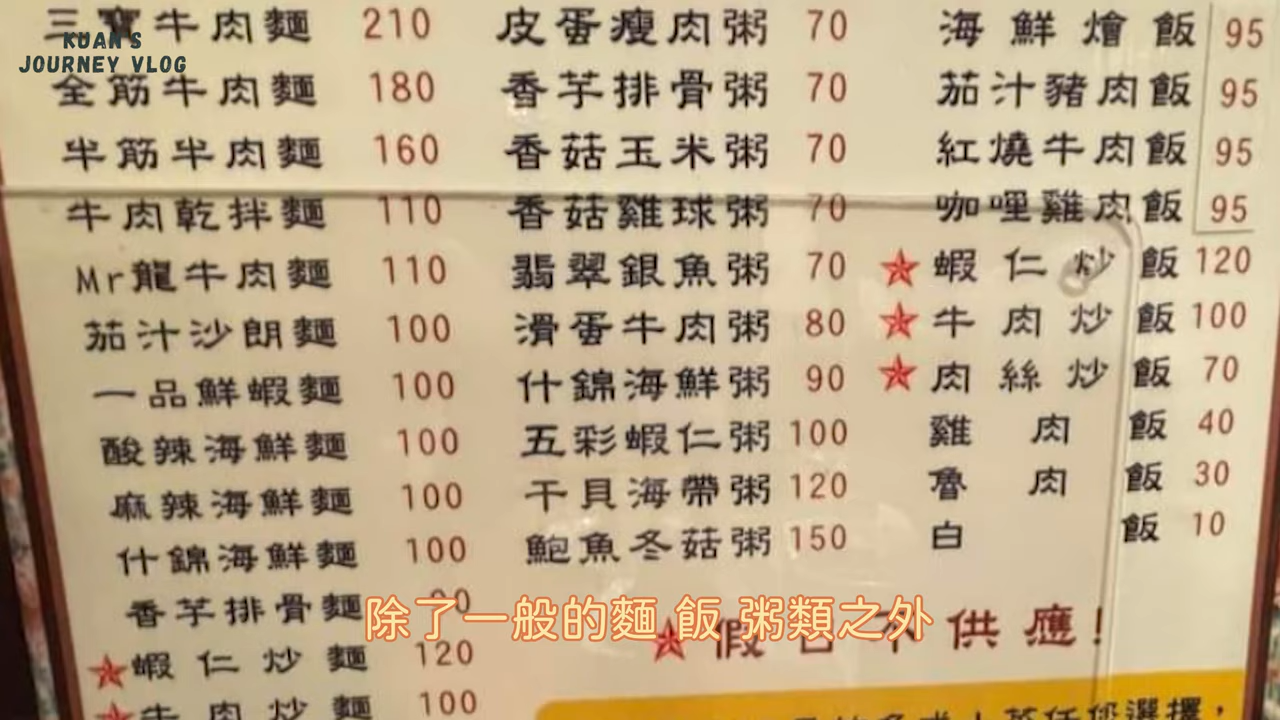 KUAN'S
JOURNEY VLOG
三寶牛肉麵 210
全筋牛肉麵 180
半筋半肉麵 160
牛肉乾拌麵 110
Mr龍牛肉麵 110
茄汁沙朗麵 100
一品鮮蝦麵 100
酸辣海鮮麵 100
麻辣海鮮麵 100
什錦海鮮麵 100
香芋排骨麵
蝦仁炒麵 120
牛肉炒麵 100
皮蛋瘦肉粥 70
香芋排骨粥 70
香菇玉米粥 70
香菇雞球粥 70
翡翠銀魚粥 70
滑蛋牛肉粥 80
什錦海鮮粥 90
五彩蝦仁粥 100
干貝海帶粥 120
鮑魚冬菇粥 150
海鮮燴飯 95
茄汁豬肉飯 95
紅燒牛肉飯 95
咖哩雞肉飯 95
蝦仁炒飯 120
牛肉炒飯 100
肉絲炒飯 70
雞肉飯 40
魯肉飯 30
白飯 10
假日不供應!
除了一般的麵 飯 粥類之外